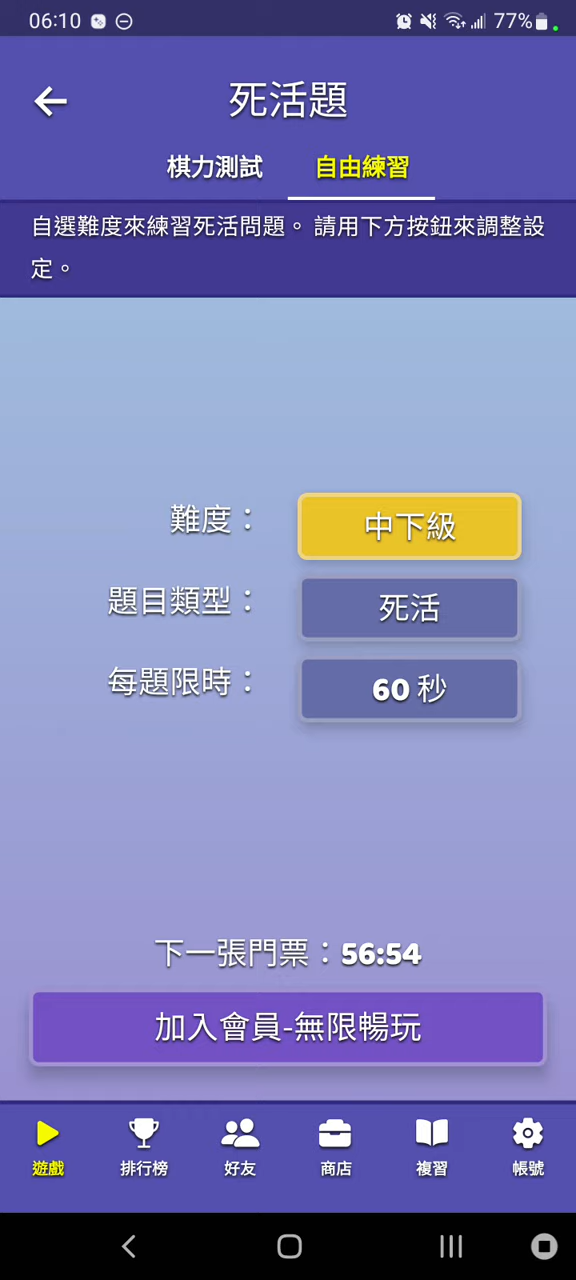 06:10
77%
死活題
棋力測試
自由練習
自選難度來練習死活問題。 請用下方按鈕來調整設
定。
難度：
中下級
題目類型：
死活
每題限時：
60 秒
下一張門票：56:54
加入會員-無限暢玩
遊戲
排行榜
好友
商店
複習
帳號